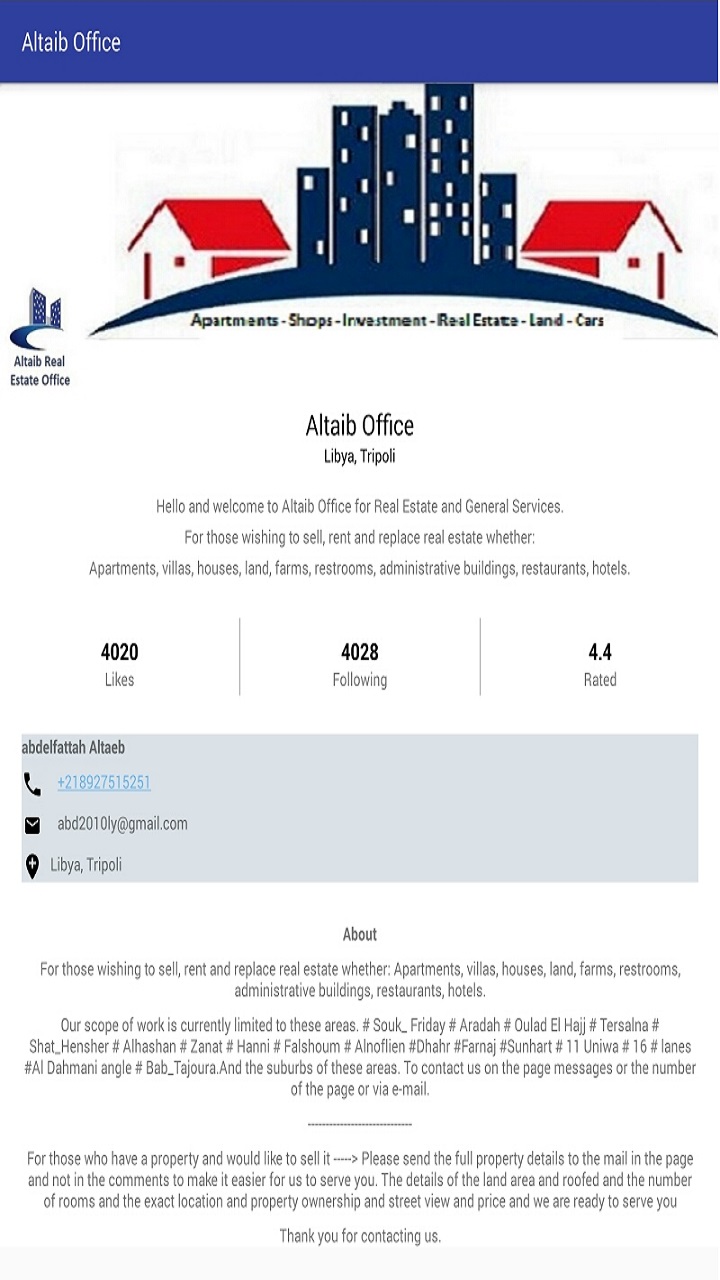 Altaib Office
Apartments - Shops - Investment - Real Estate - Land - Cars
Altaib Real
Estate Office
Altaib Office
Libya, Tripoli
Hello and welcome to Altaib Office for Real Estate and General Services.
For those wishing to sell, rent and replace real estate whether:
Apartments, villas, houses, land, farms, restrooms, administrative buildings, restaurants, hotels.
4020
Likes
4028
Following
4.4
Rated
abdelfattah Altaeb
+218927515251
abd2010ly@gmail.com
Libya, Tripoli
About
For those wishing to sell, rent and replace real estate whether: Apartments, villas, houses, land, farms, restrooms,
administrative buildings, restaurants, hotels.
Our scope of work is currently limited to these areas. # Souk_ Friday # Aradah # Oulad El Hajj # Tersalna #
Shat_Hensher # Alhashan # Zanat # Hanni # Falshoum # Alnoflien #Dhahr #Farnaj #Sunhart # 11 Uniwa # 16 # lanes
#Al Dahmani angle # Bab_Tajoura.And the suburbs of these areas. To contact us on the page messages or the number
of the page or via e-mail.
-----------------------------
For those who have a property and would like to sell it -----> Please send the full property details to the mail in the page
and not in the comments to make it easier for us to serve you. The details of the land area and roofed and the number
of rooms and the exact location and property ownership and street view and price and we are ready to serve you
Thank you for contacting us.